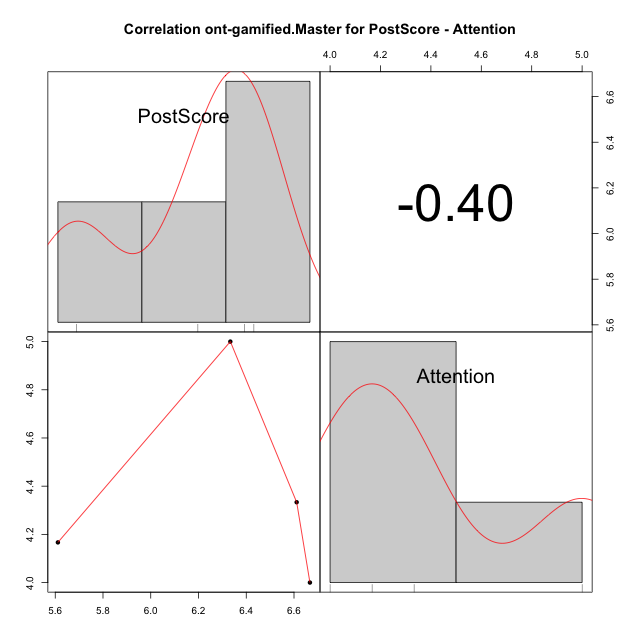 Correlation ont-gamified.Master for PostScore - Attention
4.0 4.2 4.4 4.6 4.8 5.0
PostScore
-0.40
5.6 5.8 6.0 6.2 6.4 6.6
4.0 4.2 4.4 4.6 4.8 5.0
Attention
5.6 5.8 6.0 6.2 6.4 6.6